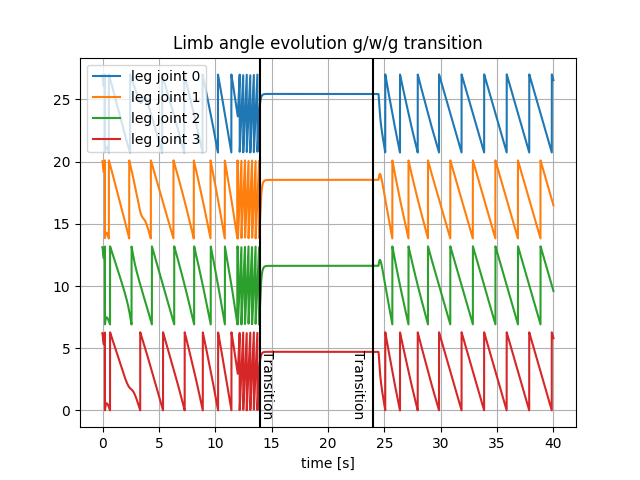 Limb angle evolution g/w/g transition
leg joint 0
leg joint 1
leg joint 2
leg joint 3
25
20
15
10
5
0
Transition
Transition
0
5
10
15
20
25
30
35
40
time [s]